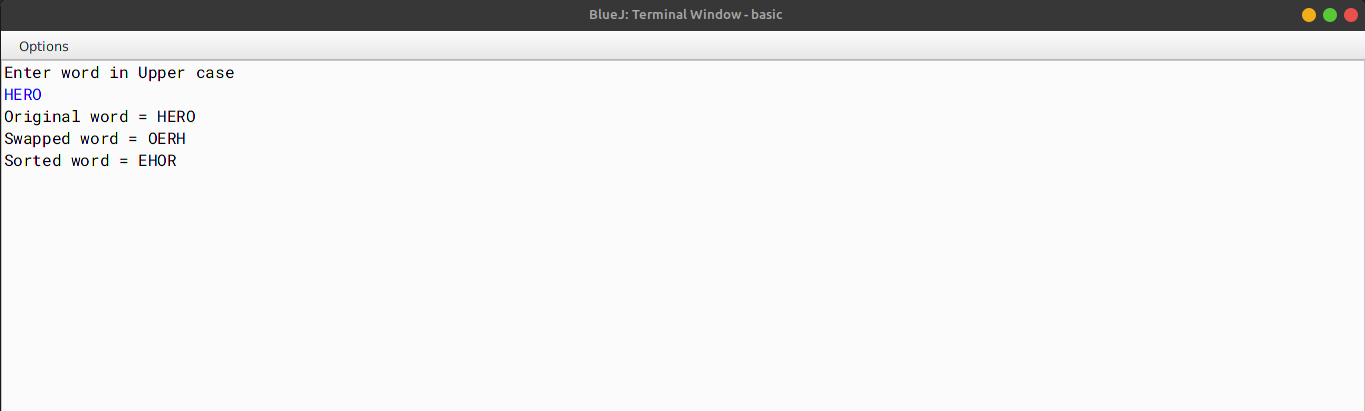 BlueJ: Terminal Window - basic
Options
Enter word in Upper case
HERO
Original word = HERO
Swapped word = OERH
Sorted word = EHOR